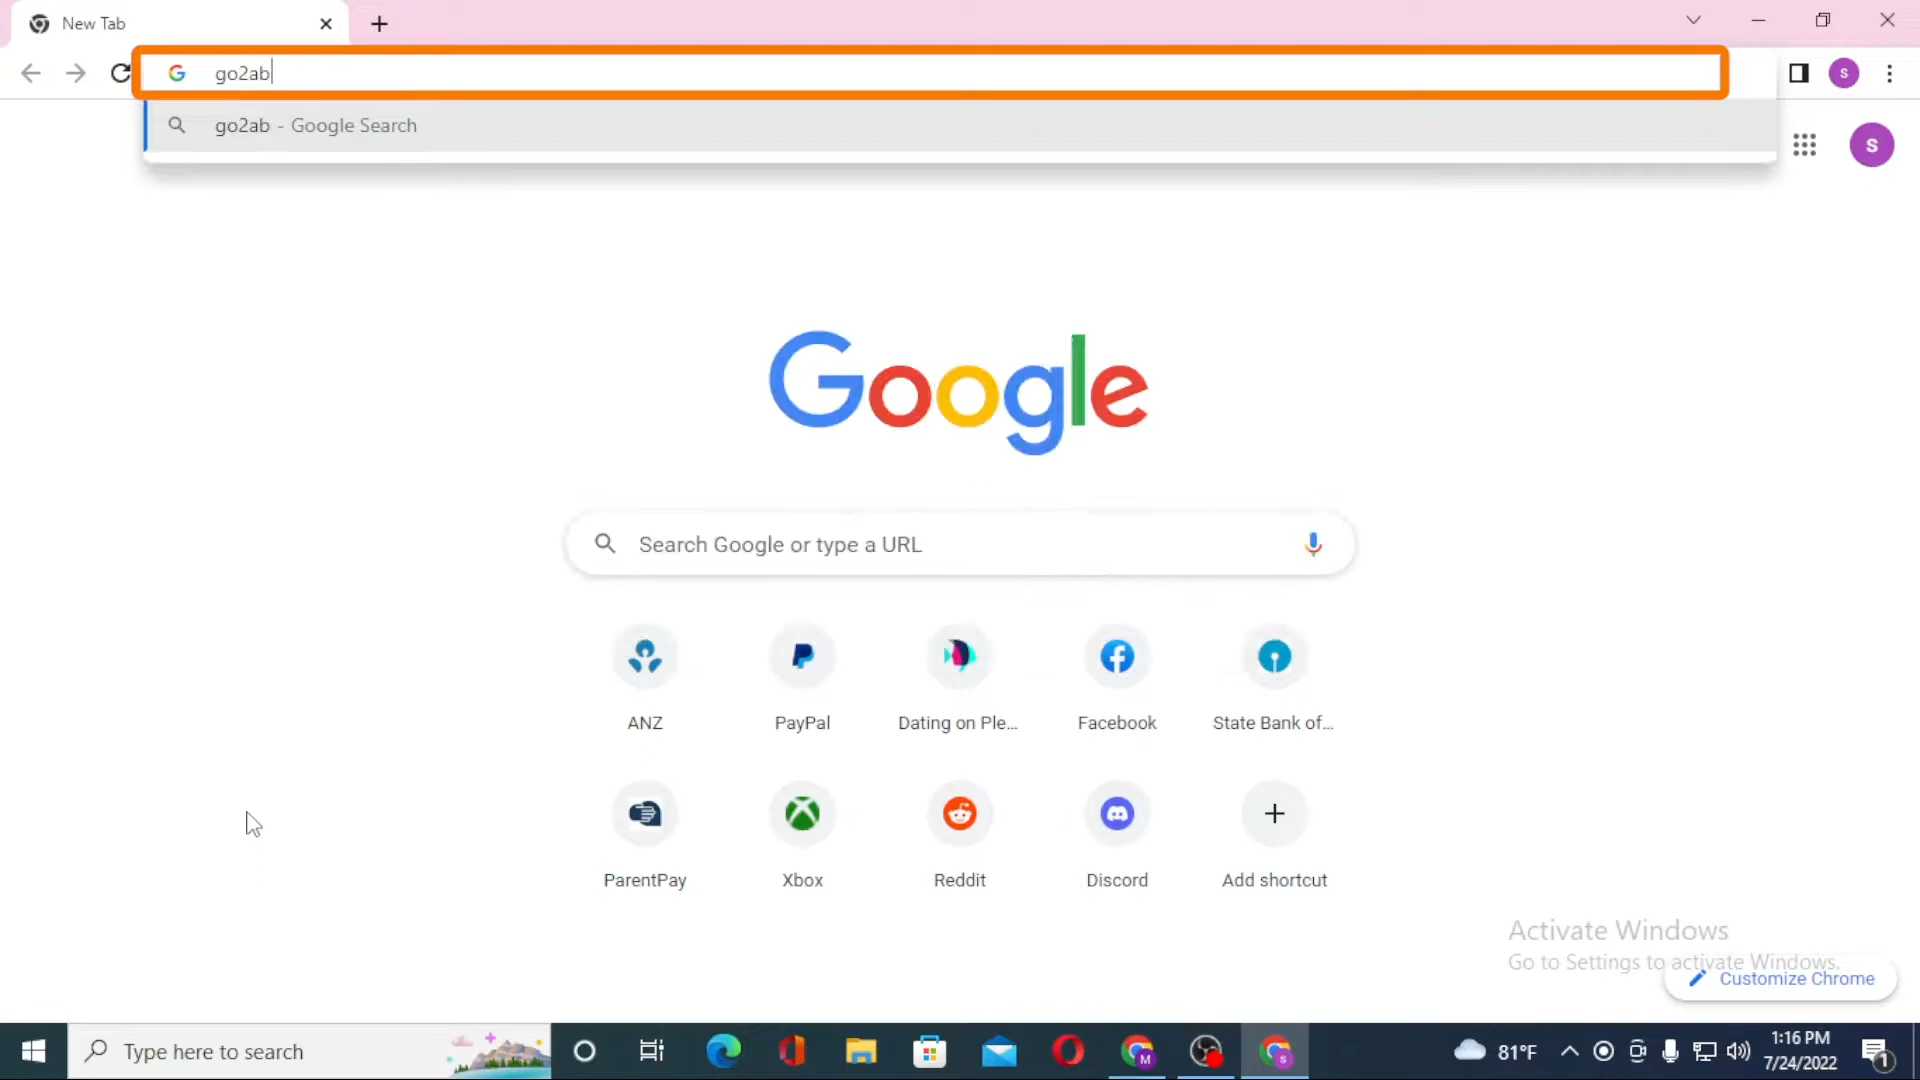 New Tab
go2ab
S
go2ab - Google Search
S
Google
Search Google or type a URL
ANZ
PayPal
Dating on Ple...
Facebook
State Bank of...
ParentPay
Xbox
Reddit
Discord
Add shortcut
Activate Windows
Go to Settings to activate Windows.
Customize Chrome
Type here to search
M
S
81°F
1:16 PM
7/24/2022
1